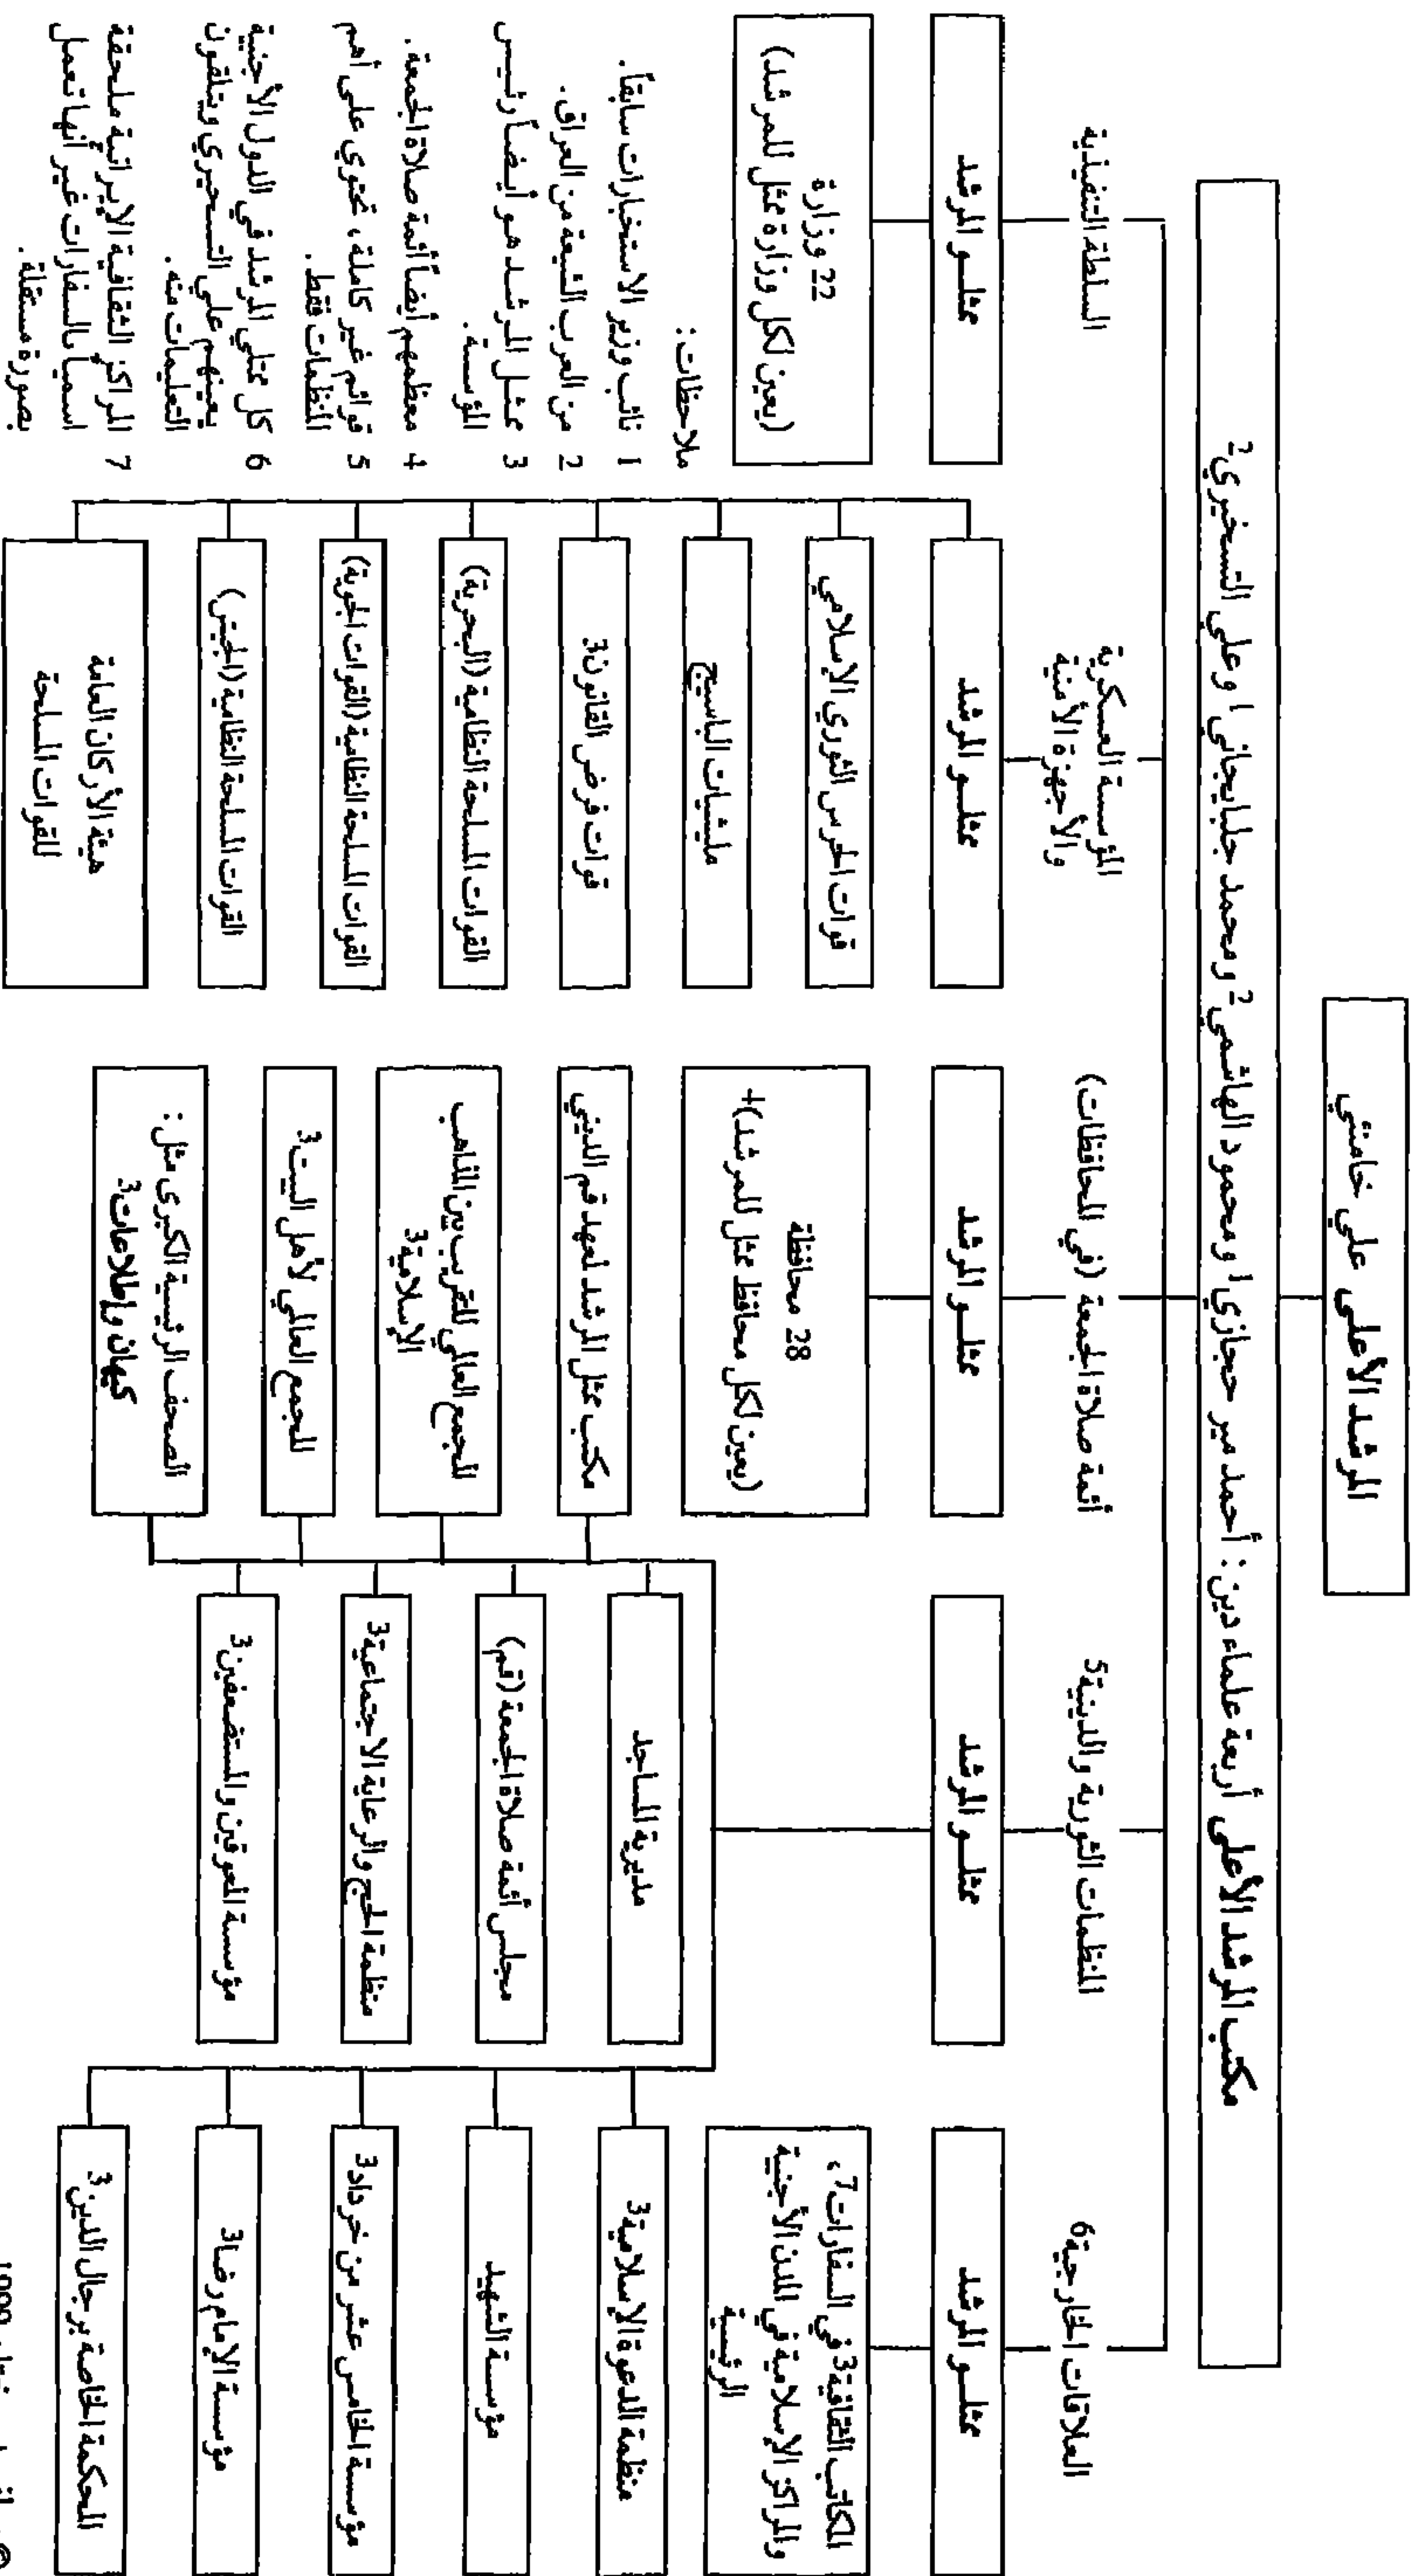 المرشد الأعلى علي خامنئي
مكتب المرشد الأعلى أربعة علماء دين: أحمد مير حجازي1 ومحمود الهاشمي2 ومحمد جلبايجاني1 وعلي التسخيري2
السلطة التنفيذية
ممثلو المرشد
22 وزارة
(يعين لكل وزارة ممثل للمرشد)
المؤسسة العسكرية
والأجهزة الأمنية
ممثلو المرشد
قوات الحرس الثوري الإسلامي
مليشيات الباسيج
قوات فرض القانون3
القوات المسلحة النظامية (البحرية)
القوات المسلحة النظامية (القوات الجوية)
القوات المسلحة النظامية (الجيش)
هيئة الأركان العامة
للقوات المسلحة
أئمة صلاة الجمعة (في المحافظات)
ممثلو المرشد
28 محافظة
(يعين لكل محافظ ممثل للمرشد)4
المنظمات الثورية والدينية5
ممثلو المرشد
مكتب ممثل المرشد لمعهد قم الديني
المجمع العالي للتقريب بين المذاهب
الإسلامية3
المجمع العالي لأهل البيت3
الصحف الرئيسية الكبرى مثل:
كيهان واطلاعات3
مديرية المساجد
مجلس أئمة صلاة الجمعة (قم)
منظمة الحج والرعاية الاجتماعية3
مؤسسة المعوقين والمستضعفين3
منظمة الدعوة الإسلامية3
مؤسسة الشهيد
مؤسسة الخامس عشر من خرداد3
مؤسسة الإمام رضا3
المحكمة الخاصة برجال الدين3
العلاقات الخارجية6
ممثلو المرشد
المكاتب الثقافية3 في السفارات7،
والمراكز الإسلامية في المدن الأجنبية
الرئيسية
ملاحظات:
1 نائب وزير الاستخبارات سابقاً.
2 من العرب الشيعة من العراق.
3 ممثل المرشد هو أيضاً رئيس
المؤسسة.
4 معظمهم أيضاً أئمة صلاة الجمعة.
5 قوائم غير كاملة، تحتوي على أهم
المنظمات فقط.
6 كل ممثلي المرشد في الدول الأجنبية
يعينهم علي التسخيري ويتلقون
التعليمات منه.
7 المراكز الثقافية الإيرانية ملحقة
اسمياً بالسفارات غير أنها تعمل
بصورة مستقلة.
1999